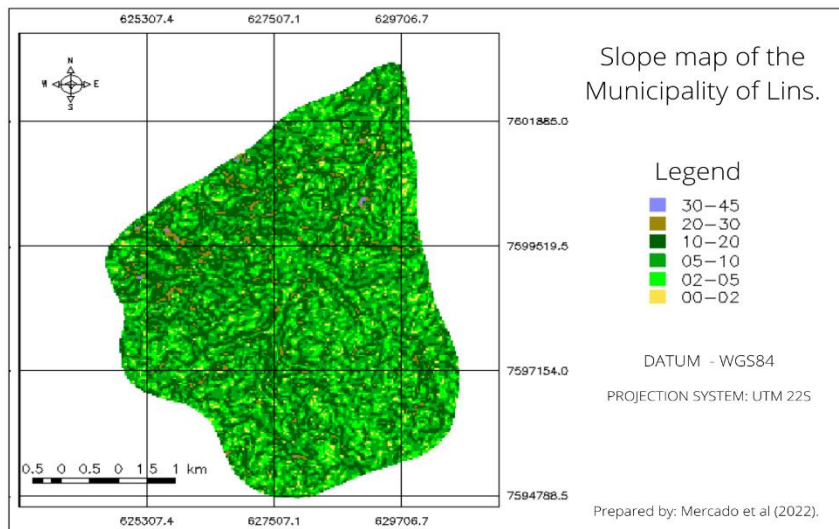 625307.4 627507.1 629706.7
Slope map of the
Municipality of Lins.
N
W E
S
7601885.0
Legend
30-45
20-30
10-20
05-10
02-05
00-02
7599519.5
DATUM - WGS84
7597154.0
PROJECTION SYSTEM: UTM 22S
0.5 0 0.5 0 1.5 1 km
7594788.5
Prepared by: Mercado et al (2022).
625307.4 627507.1 629706.7